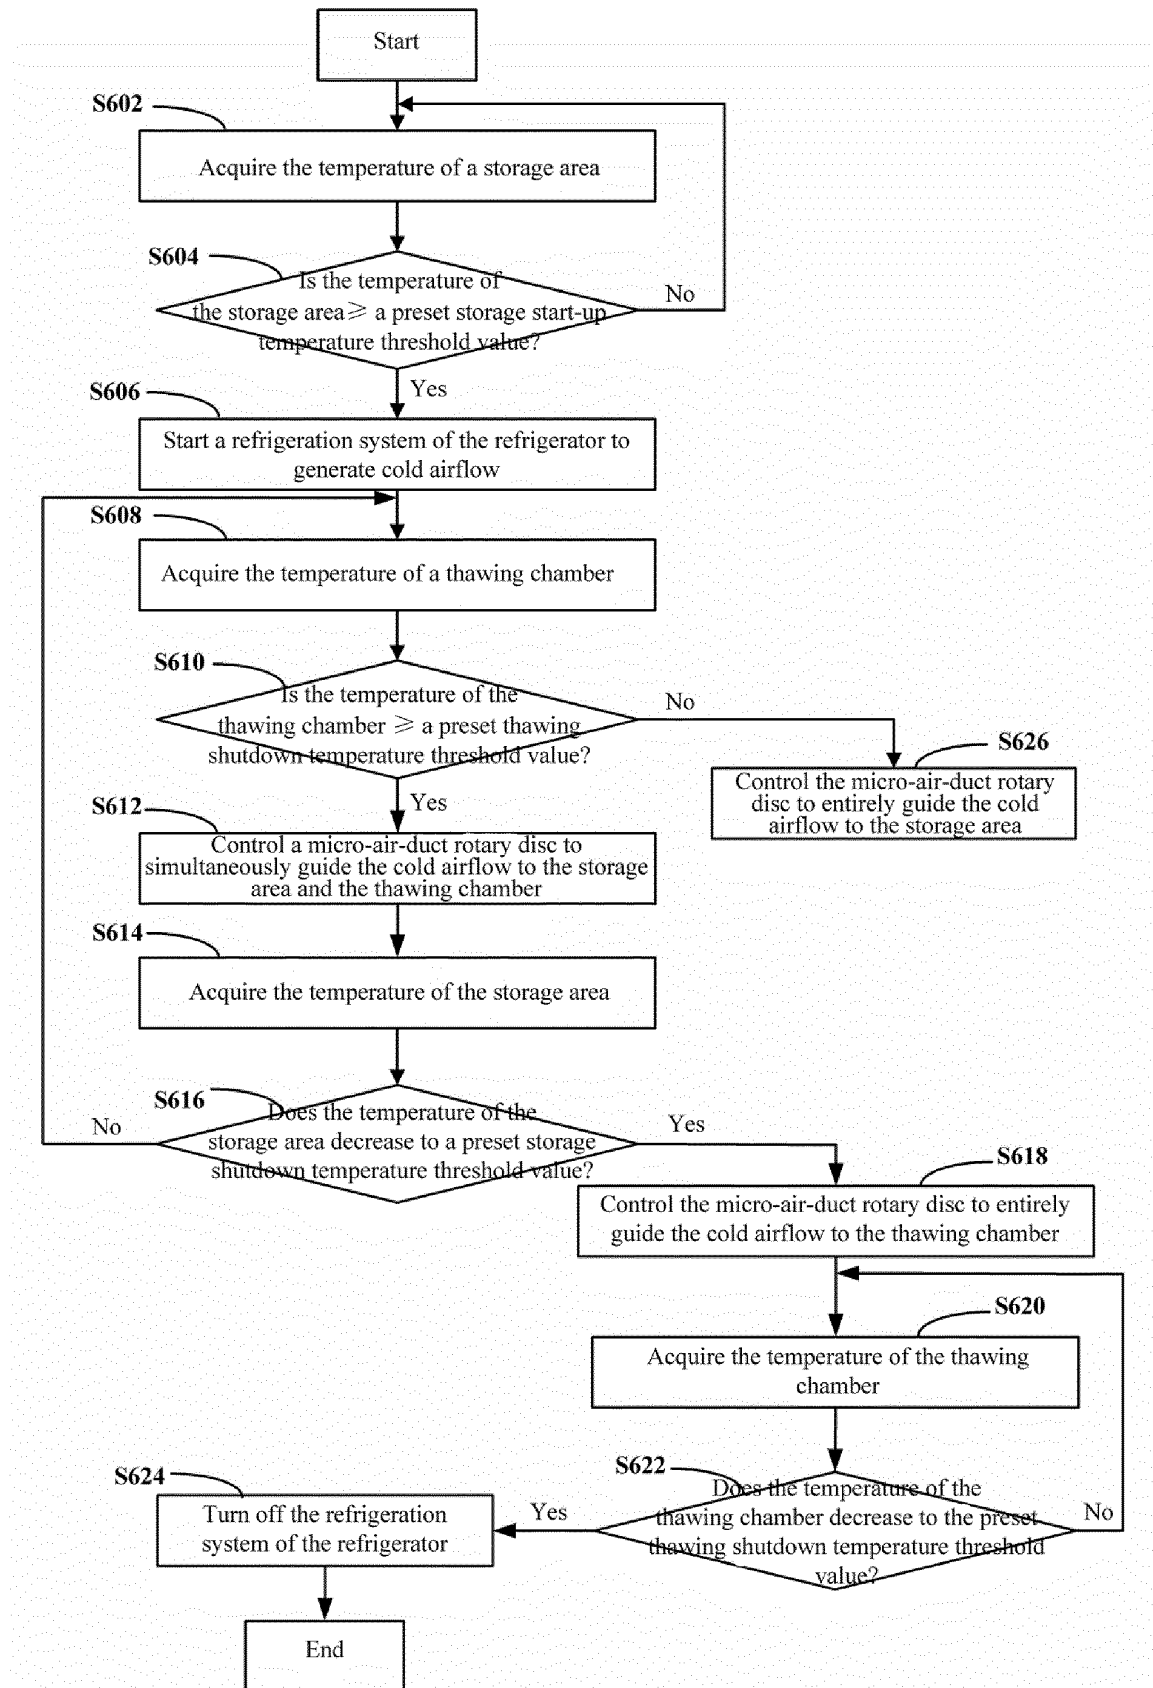 Start
S602
Acquire the temperature of a storage area
S604
Is the temperature of
the storage area⩾ a preset storage start-up
temperature threshold value?
No
Yes
S606
Start a refrigeration system of the refrigerator to
generate cold airflow
S608
Acquire the temperature of a thawing chamber
S610
Is the temperature of the
thawing chamber ⩾ a preset thawing
shutdown temperature threshold value?
No
S626
Control the micro-air-duct rotary
disc to entirely guide the cold
airflow to the storage area
Yes
S612
Control a micro-air-duct rotary disc to
simultaneously guide the cold airflow to the storage
area and the thawing chamber
S614
Acquire the temperature of the storage area
S616
Does the temperature of the
storage area decrease to a preset storage
shutdown temperature threshold value?
No
Yes
S618
Control the micro-air-duct rotary disc to entirely
guide the cold airflow to the thawing chamber
S620
Acquire the temperature of the thawing
chamber
S622
Does the temperature of the
thawing chamber decrease to the preset
thawing shutdown temperature threshold
value?
No
Yes
S624
Turn off the refrigeration
system of the refrigerator
End